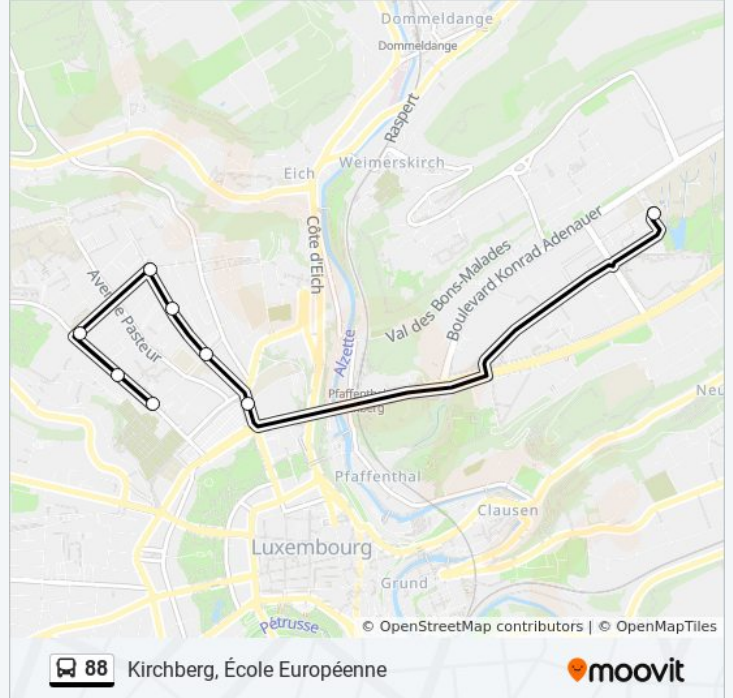 Dommeldange
Dommeldange
Raspert
Weimerskirch
Eich
Côte d'Eich
Boulevard Konrad Adenauer
Val des Bons-Malades
Avenue Pasteur
Alzette
Pfaffenthal
Neu
Pfaffenthal
Clausen
Luxembourg
Grund
Pétrusse
© OpenStreetMap contributors | © OpenMapTiles
88 Kirchberg, École Européenne
moovit